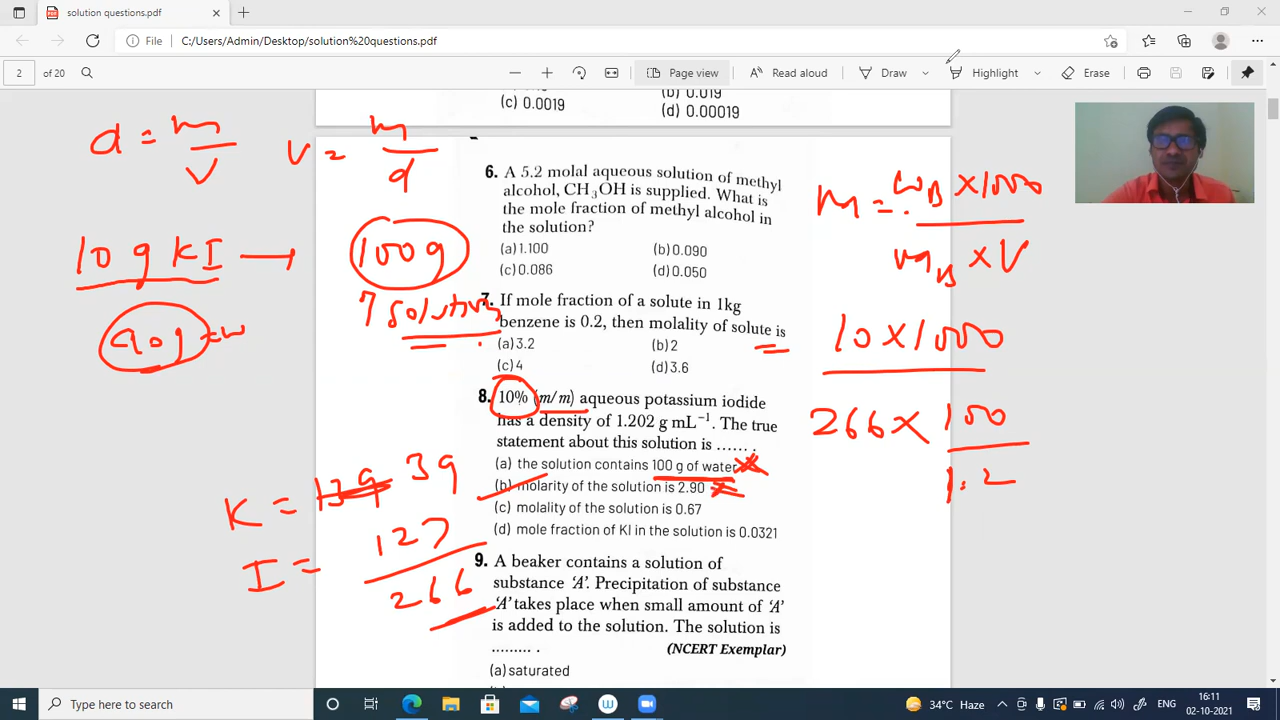 solution questions.pdf
File
C:/Users/Admin/Desktop/solution%20questions.pdf
2
of 20
Page view
Read aloud
Draw
Highlight
Erase
(c) 0.0019
(b) 0.019
(d) 0.00019
6. A 5.2 molal aqueous solution of methyl
alcohol, CH₃OH is supplied. What is
the mole fraction of methyl alcohol in
the solution?
(a) 1.100
(b) 0.090
(c) 0.086
(d) 0.050
7. If mole fraction of a solute in 1kg
benzene is 0.2, then molality of solute is
(a) 3.2
(b) 2
(c) 4
(d) 3.6
8. 10% (m/m) aqueous potassium iodide
has a density of 1.202 g mL⁻¹. The true
statement about this solution is ...... .
(a) the solution contains 100 g of water
(b) molarity of the solution is 2.90
(c) molality of the solution is 0.67
(d) mole fraction of KI in the solution is 0.0321
9. A beaker contains a solution of
substance ‘A’. Precipitation of substance
‘A’ takes place when small amount of ‘A’
is added to the solution. The solution is
......... .
(NCERT Exemplar)
(a) saturated
d = m/V
V = m/d
10 g KI → 100g
7 solution
90g
K = 39
I = 127
266
M = wB × 1000
mB × V
= 10 × 1000
266 × 100
1.2
Type here to search
34°C Haze
ENG
16:11
02-10-2021